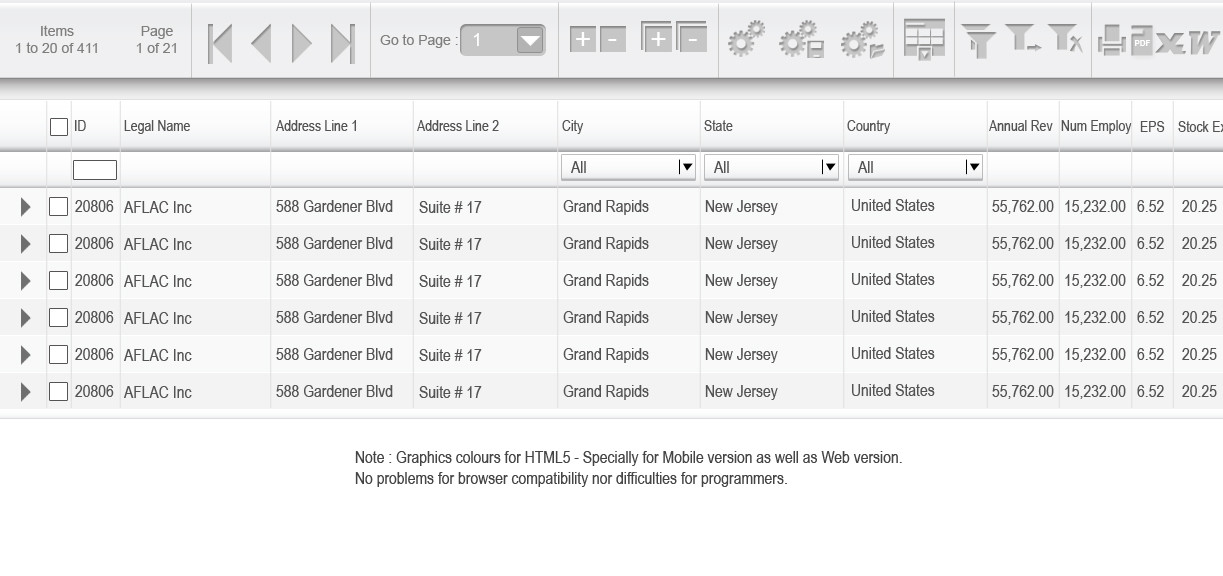 Items Page
1 to 20 of 411 1 of 21 Go to Page : 1 PDF
ID Legal Name Address Line 1 Address Line 2 City State Country Annual Rev Num Employ EPS Stock Ex
All All All
20806 AFLAC Inc 588 Gardener Blvd Suite # 17 Grand Rapids New Jersey United States 55,762.00 15,232.00 6.52 20.25
20806 AFLAC Inc 588 Gardener Blvd Suite # 17 Grand Rapids New Jersey United States 55,762.00 15,232.00 6.52 20.25
20806 AFLAC Inc 588 Gardener Blvd Suite # 17 Grand Rapids New Jersey United States 55,762.00 15,232.00 6.52 20.25
20806 AFLAC Inc 588 Gardener Blvd Suite # 17 Grand Rapids New Jersey United States 55,762.00 15,232.00 6.52 20.25
20806 AFLAC Inc 588 Gardener Blvd Suite # 17 Grand Rapids New Jersey United States 55,762.00 15,232.00 6.52 20.25
20806 AFLAC Inc 588 Gardener Blvd Suite # 17 Grand Rapids New Jersey United States 55,762.00 15,232.00 6.52 20.25
Note : Graphics colours for HTML5 - Specially for Mobile version as well as Web version.
No problems for browser compatibility nor difficulties for programmers.